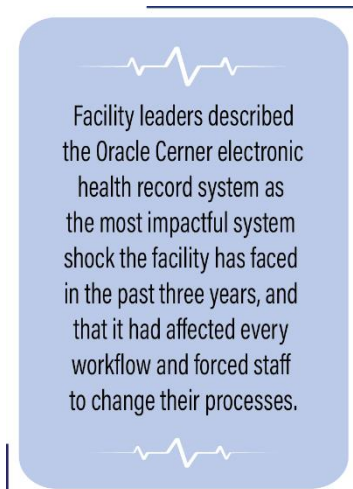 Facility leaders described
the Oracle Cerner electronic
health record system as
the most impactful system
shock the facility has faced
in the past three years, and
that it had affected every
workflow and forced staff
to change their processes.